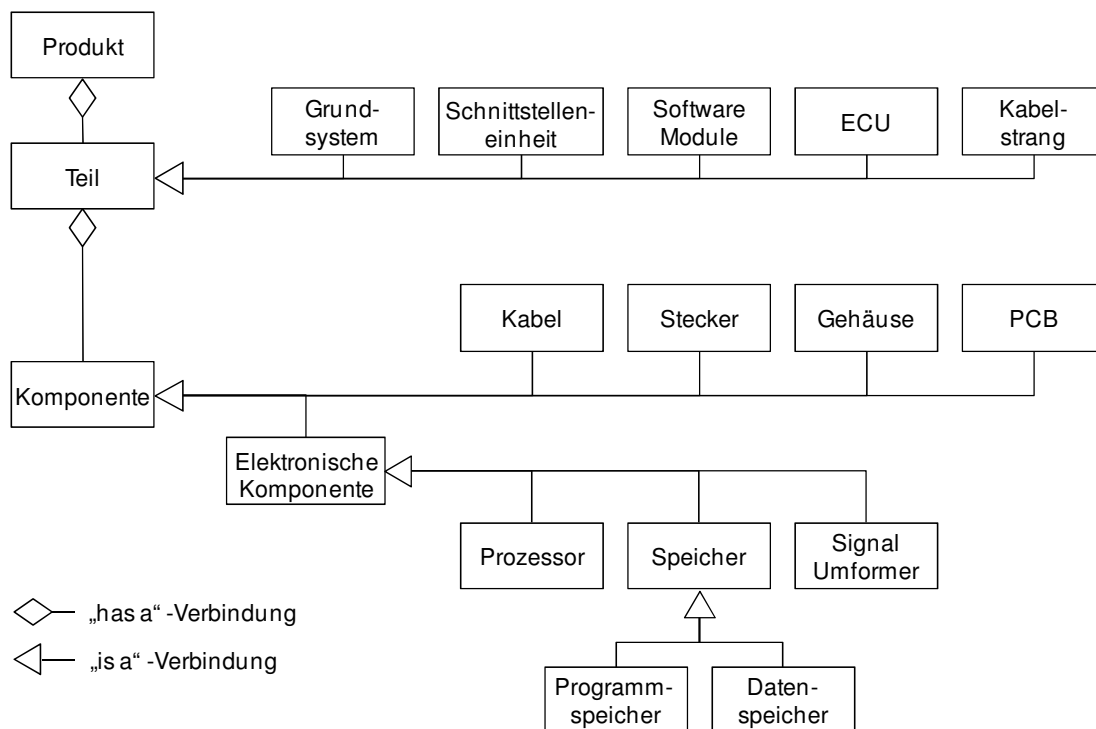 Produkt
Grund-
system
Schnittstellen-
einheit
Software
Module
ECU
Kabel-
strang
Teil
Kabel
Stecker
Gehäuse
PCB
Komponente
Elektronische
Komponente
Prozessor
Speicher
Signal
Umformer
„has a“ -Verbindung
„is a“ -Verbindung
Programm-
speicher
Daten-
speicher